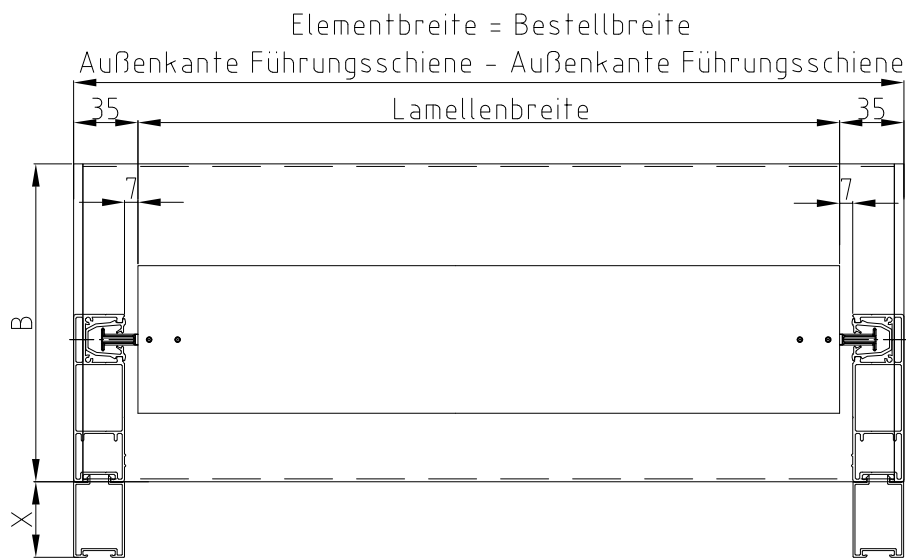 Elementbreite = Bestellbreite
Außenkante Führungsschiene - Außenkante Führungsschiene
35 Lamellenbreite 35
7 7
B
X